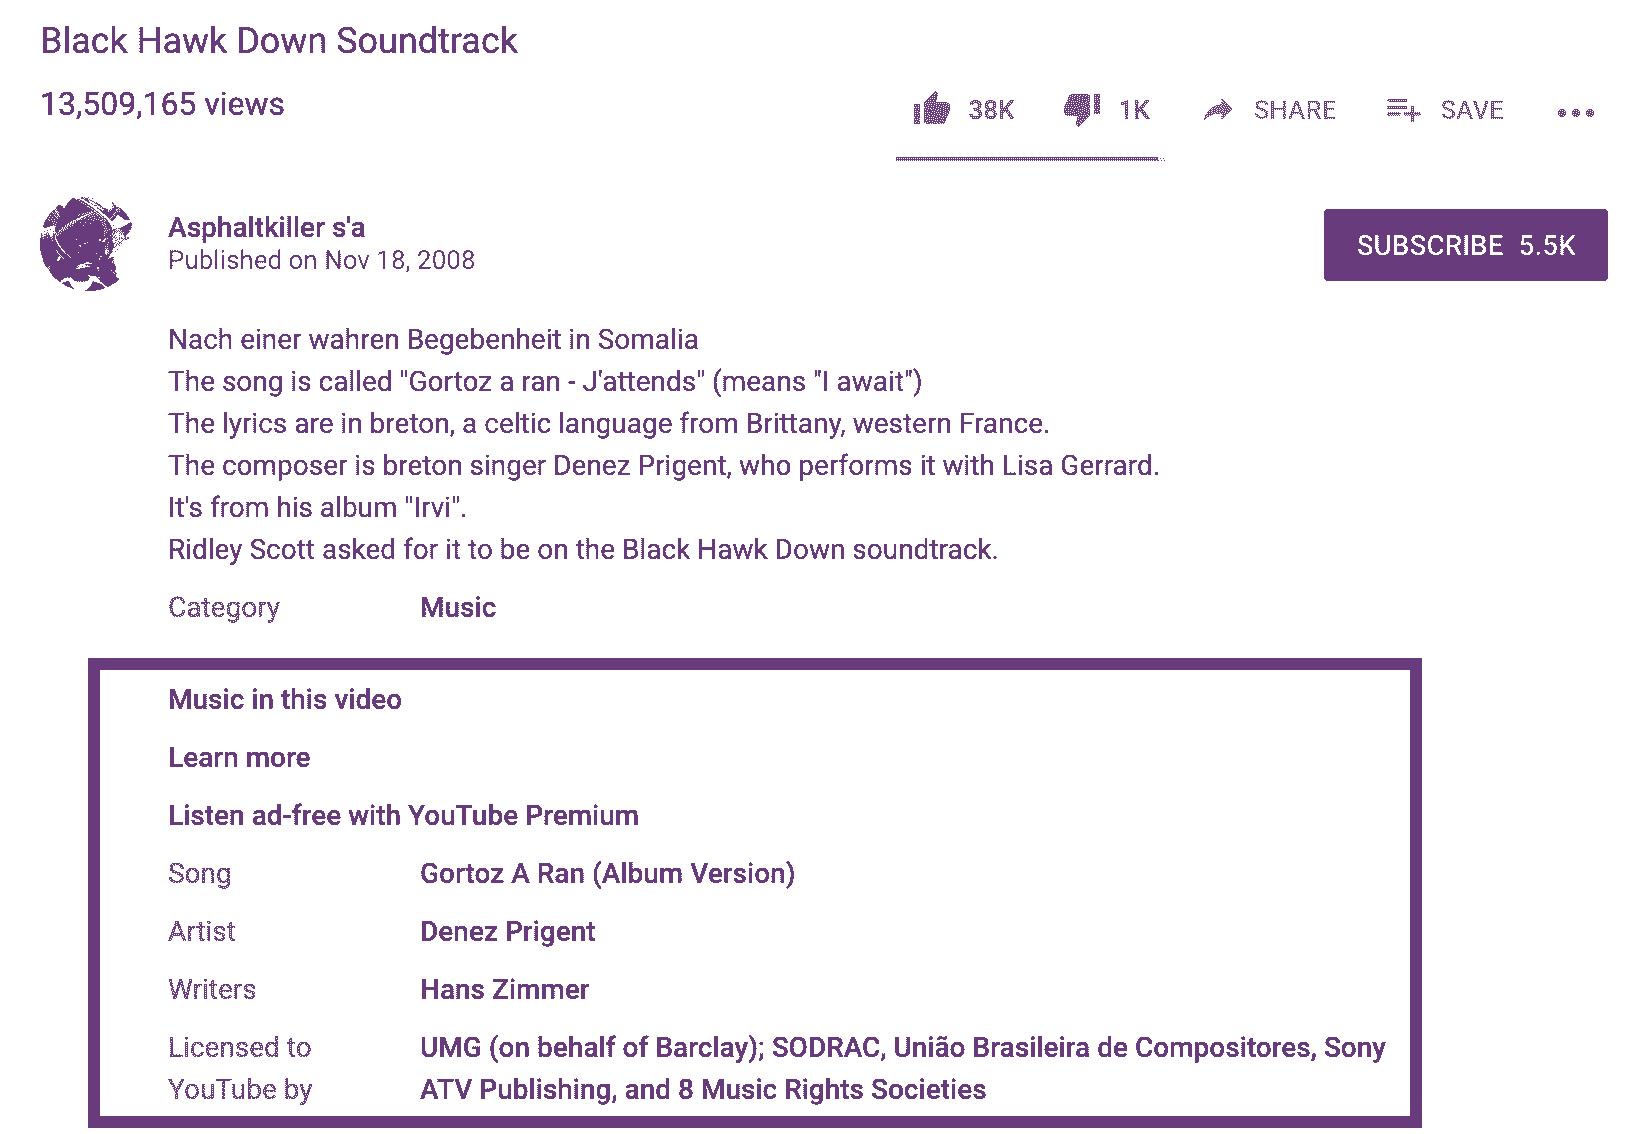 Black Hawk Down Soundtrack
13,509,165 views
38K 1K SHARE SAVE
Asphaltkiller s'a
Published on Nov 18, 2008
SUBSCRIBE 5.5K
Nach einer wahren Begebenheit in Somalia
The song is called "Gortoz a ran - J'attends" (means "I await")
The lyrics are in breton, a celtic language from Brittany, western France.
The composer is breton singer Denez Prigent, who performs it with Lisa Gerrard.
It's from his album "Irvi".
Ridley Scott asked for it to be on the Black Hawk Down soundtrack.
Category Music
Music in this video
Learn more
Listen ad-free with YouTube Premium
Song Gortoz A Ran (Album Version)
Artist Denez Prigent
Writers Hans Zimmer
Licensed to UMG (on behalf of Barclay); SODRAC, União Brasileira de Compositores, Sony
YouTube by ATV Publishing, and 8 Music Rights Societies